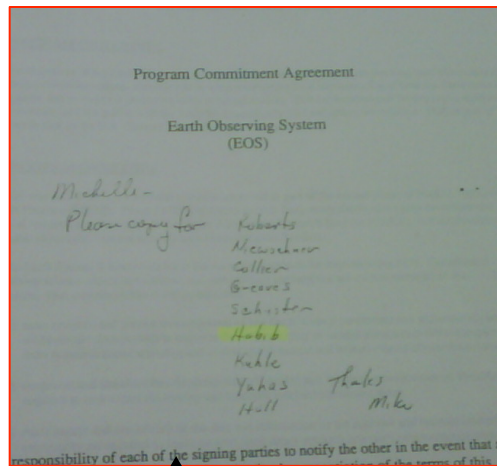 Program Commitment Agreement
Earth Observing System
(EOS)
Michelle-
Please copy for Roberts
Collier
Greaves
Habib
Kahle
Yuhas Thanks
Hall Mike
responsibility of each of the signing parties to notify the other in the event that